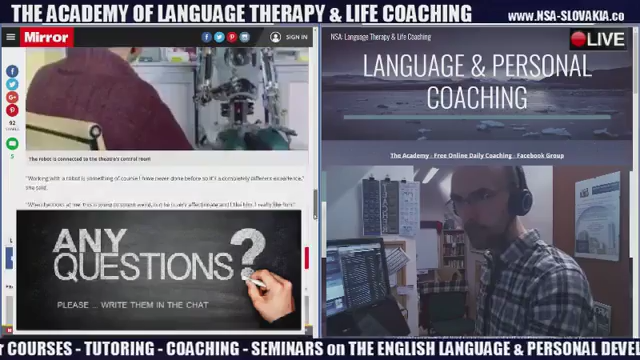 THE ACADEMY OF LANGUAGE THERAPY & LIFE COACHING
www.NSA-SLOVAKIA.co
Mirror
SIGN IN
92
5
The robot is connected to the theatre's control room
"Working with a robot is something of course I have never done before so it's a completely different experience,"
she said.
ANY
QUESTIONS?
PLEASE ... WRITE THEM IN THE CHAT
NSA: Language Therapy & Life Coaching
LIVE
LANGUAGE & PERSONAL
COACHING
The Academy - Free Online Daily Coaching - Facebook Group
COURSES - TUTORING - COACHING - SEMINARS on THE ENGLISH LANGUAGE & PERSONAL DEVE